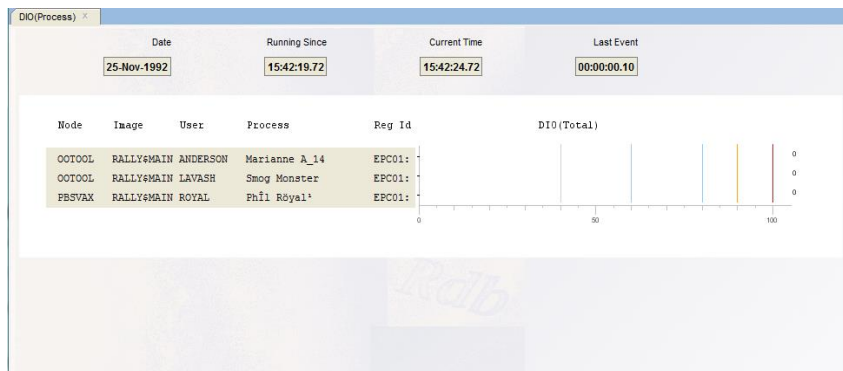 DIO(Process) X
Date Running Since Current Time Last Event
25-Nov-1992 15:42:19.72 15:42:24.72 00:00:00.10
Node Image User Process Reg Id DIO(Total)
OOTOOL RALLY$MAIN ANDERSON Marianne A_14 EPC01: 0
OOTOOL RALLY$MAIN LAVASH Smog Monster EPC01: 0
PBSVAX RALLY$MAIN ROYAL PhÎl Röyal¹ EPC01: 0
0 50 100
Rdb